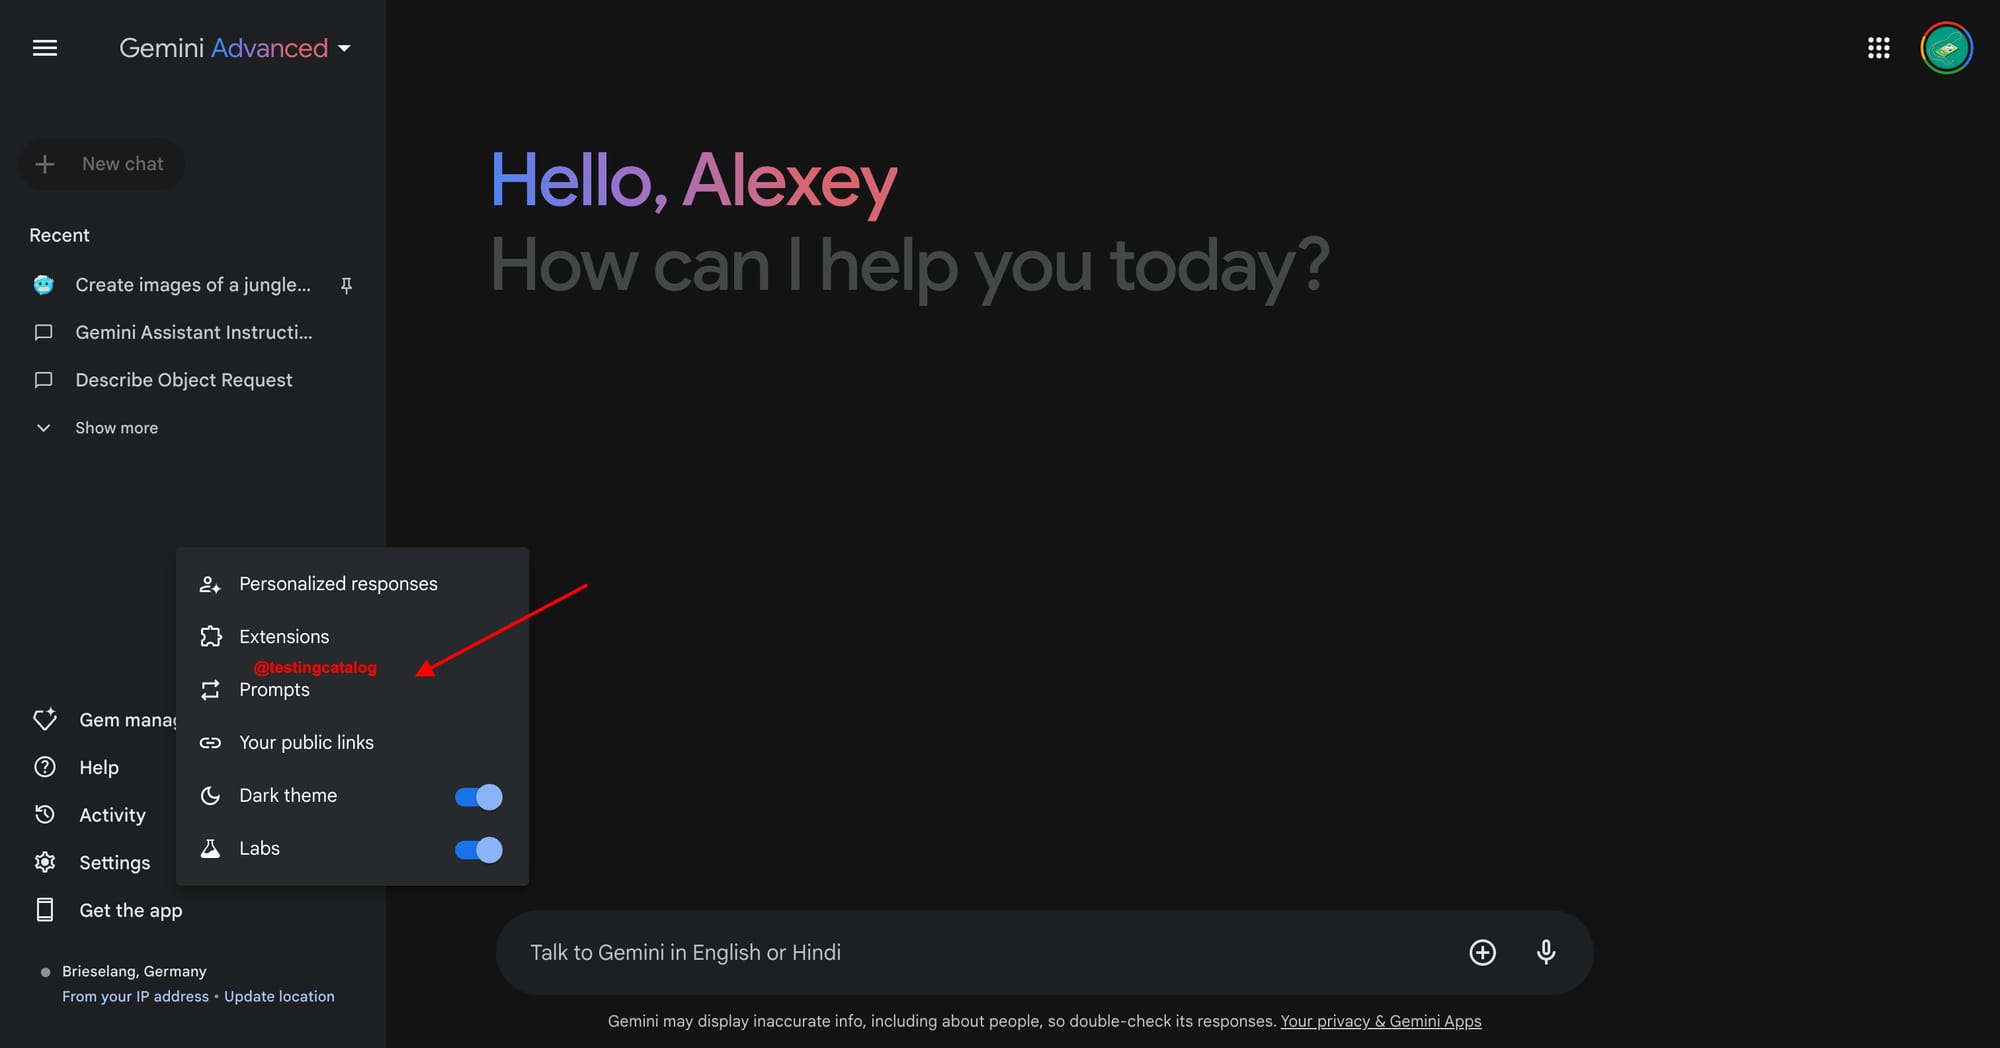 Gemini Advanced
New chat
Recent
Create images of a jungle...
Gemini Assistant Instructi...
Describe Object Request
Show more
Gem manag
Help
Activity
Settings
Get the app
Brieselang, Germany
From your IP address • Update location
Personalized responses
Extensions
@testingcatalog
Prompts
Your public links
Dark theme
Labs
Hello, Alexey
How can I help you today?
Talk to Gemini in English or Hindi
Gemini may display inaccurate info, including about people, so double-check its responses. Your privacy & Gemini Apps